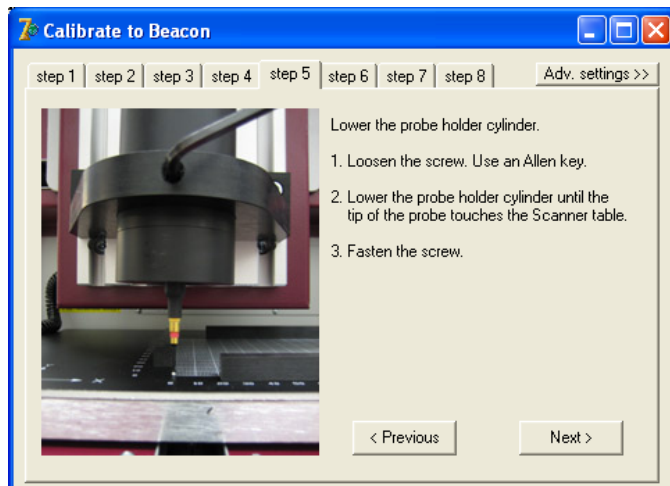 Calibrate to Beacon
step 1 step 2 step 3 step 4 step 5 step 6 step 7 step 8 Adv. settings >>
Lower the probe holder cylinder.
1. Loosen the screw. Use an Allen key.
2. Lower the probe holder cylinder until the
tip of the probe touches the Scanner table.
3. Fasten the screw.
< Previous Next >